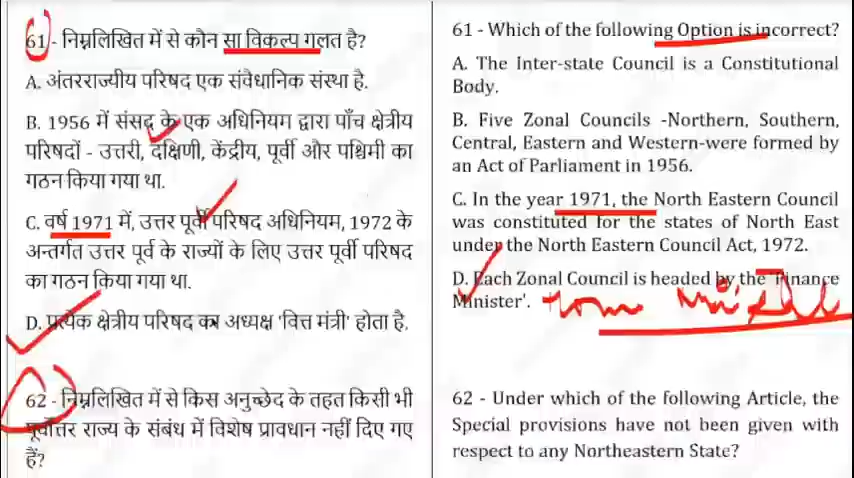 61 - निम्नलिखित में से कौन सा विकल्प गलत है?
A. अंतरराज्यीय परिषद एक संवैधानिक संस्था है.
B. 1956 में संसद के एक अधिनियम द्वारा पाँच क्षेत्रीय
परिषदों - उत्तरी, दक्षिणी, केंद्रीय, पूर्वी और पश्चिमी का
गठन किया गया था.
C. वर्ष 1971 में, उत्तर पूर्वी परिषद अधिनियम, 1972 के
अन्तर्गत उत्तर पूर्व के राज्यों के लिए उत्तर पूर्वी परिषद
का गठन किया गया था.
D. प्रत्येक क्षेत्रीय परिषद का अध्यक्ष 'वित्त मंत्री' होता है.
62 - निम्नलिखित में से किस अनुच्छेद के तहत किसी भी
पूर्वोत्तर राज्य के संबंध में विशेष प्रावधान नहीं दिए गए
हैं?
61 - Which of the following Option is incorrect?
A. The Inter-state Council is a Constitutional
Body.
B. Five Zonal Councils -Northern, Southern,
Central, Eastern and Western-were formed by
an Act of Parliament in 1956.
C. In the year 1971, the North Eastern Council
was constituted for the states of North East
under the North Eastern Council Act, 1972.
D. Each Zonal Council is headed by the 'Finance
Minister'.
62 - Under which of the following Article, the
Special provisions have not been given with
respect to any Northeastern State?